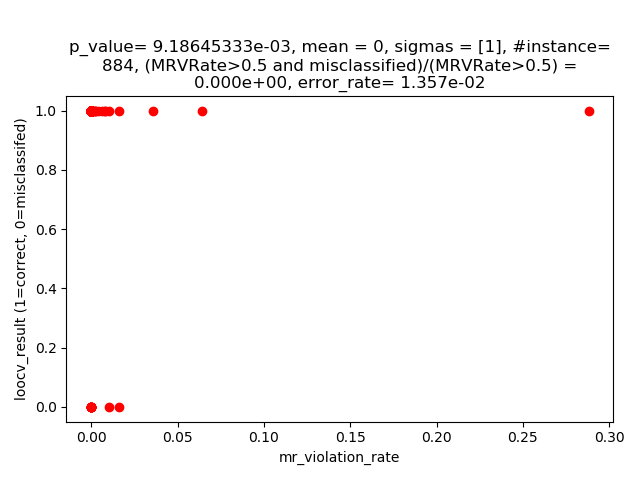 p_value= 9.18645333e-03, mean = 0, sigmas = [1], #instance=
884, (MRVRate>0.5 and misclassified)/(MRVRate>0.5) =
0.000e+00, error_rate= 1.357e-02
1.0
0.8
0.6
0.4
0.2
0.0
loocv_result (1=correct, 0=misclassifed)
0.00
0.05
0.10
0.15
0.20
0.25
0.30
mr_violation_rate